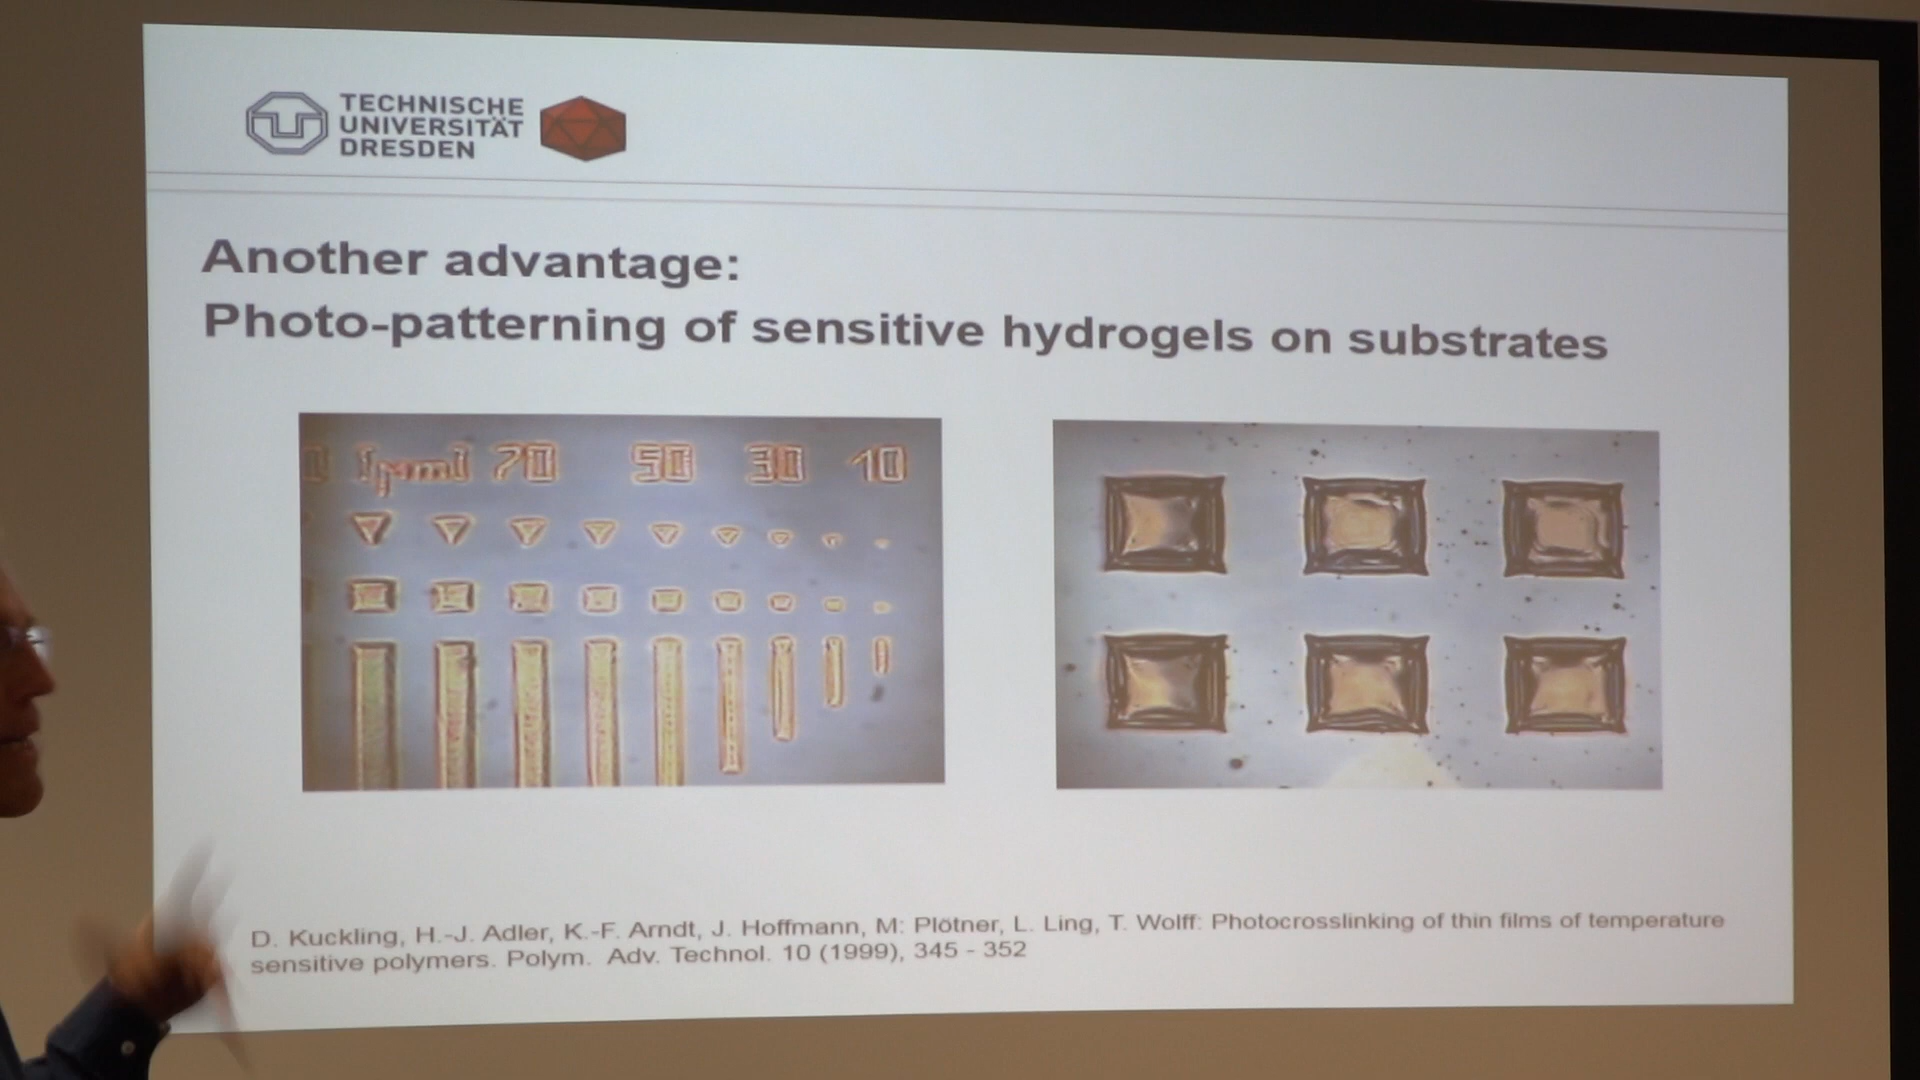 TECHNISCHE
UNIVERSITÄT
DRESDEN
Another advantage:
Photo-patterning of sensitive hydrogels on substrates
[µm] 70 50 30 10
D. Kuckling, H.-J. Adler, K.-F. Arndt, J. Hoffmann, M: Plötner, L. Ling, T. Wolff: Photocrosslinking of thin films of temperature
sensitive polymers. Polym. Adv. Technol. 10 (1999), 345 - 352